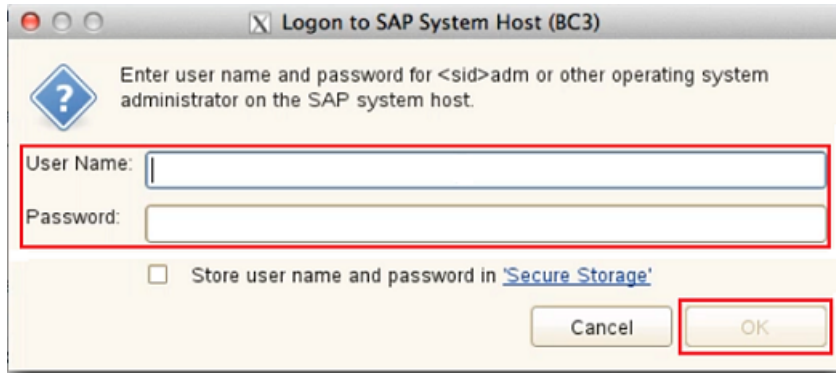 X Logon to SAP System Host (BC3)
? Enter user name and password for <sid>adm or other operating system
administrator on the SAP system host.
User Name:
Password:
Store user name and password in 'Secure Storage'
Cancel OK